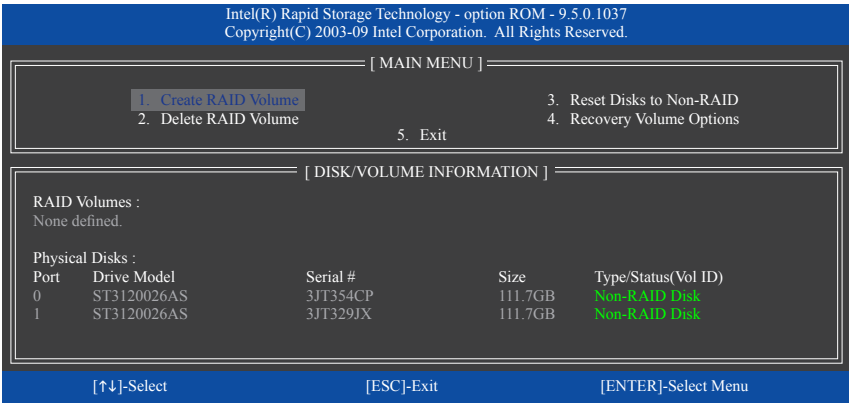 Intel(R) Rapid Storage Technology - option ROM - 9.5.0.1037
Copyright(C) 2003-09 Intel Corporation. All Rights Reserved.
[ MAIN MENU ]
1. Create RAID Volume 3. Reset Disks to Non-RAID
2. Delete RAID Volume 4. Recovery Volume Options
5. Exit
[ DISK/VOLUME INFORMATION ]
RAID Volumes :
None defined.
Physical Disks :
Port Drive Model Serial # Size Type/Status(Vol ID)
0 ST3120026AS 3JT354CP 111.7GB Non-RAID Disk
1 ST3120026AS 3JT329JX 111.7GB Non-RAID Disk
[↑↓]-Select [ESC]-Exit [ENTER]-Select Menu